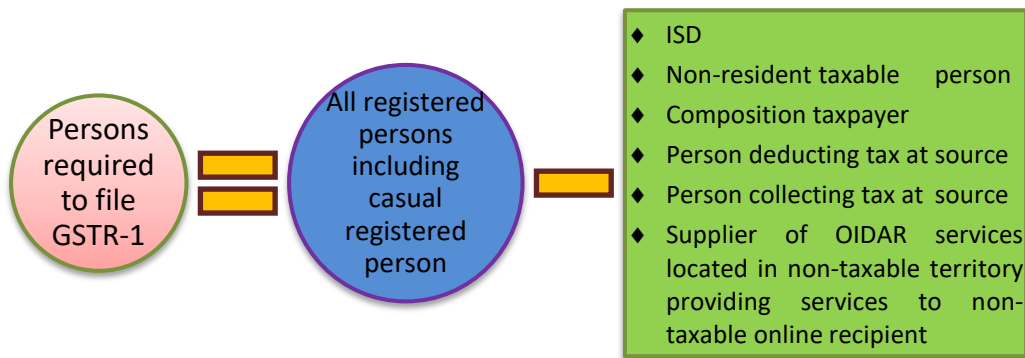 Persons
required
to file
GSTR-1
All registered
persons
including
casual
registered
person
♦ ISD
♦ Non-resident taxable person
♦ Composition taxpayer
♦ Person deducting tax at source
♦ Person collecting tax at source
♦ Supplier of OIDAR services
located in non-taxable territory
providing services to non-
taxable online recipient